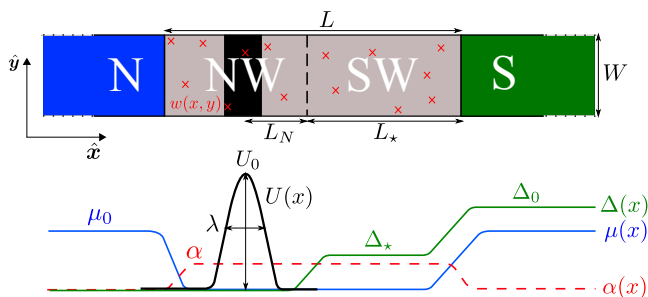 L
ŷ
N
NW
SW
S
W
w(x, y)
L_N
L_⋆
x̂
U_0
U(x)
μ_0
λ
α
Δ_⋆
Δ_0
Δ(x)
μ(x)
α(x)